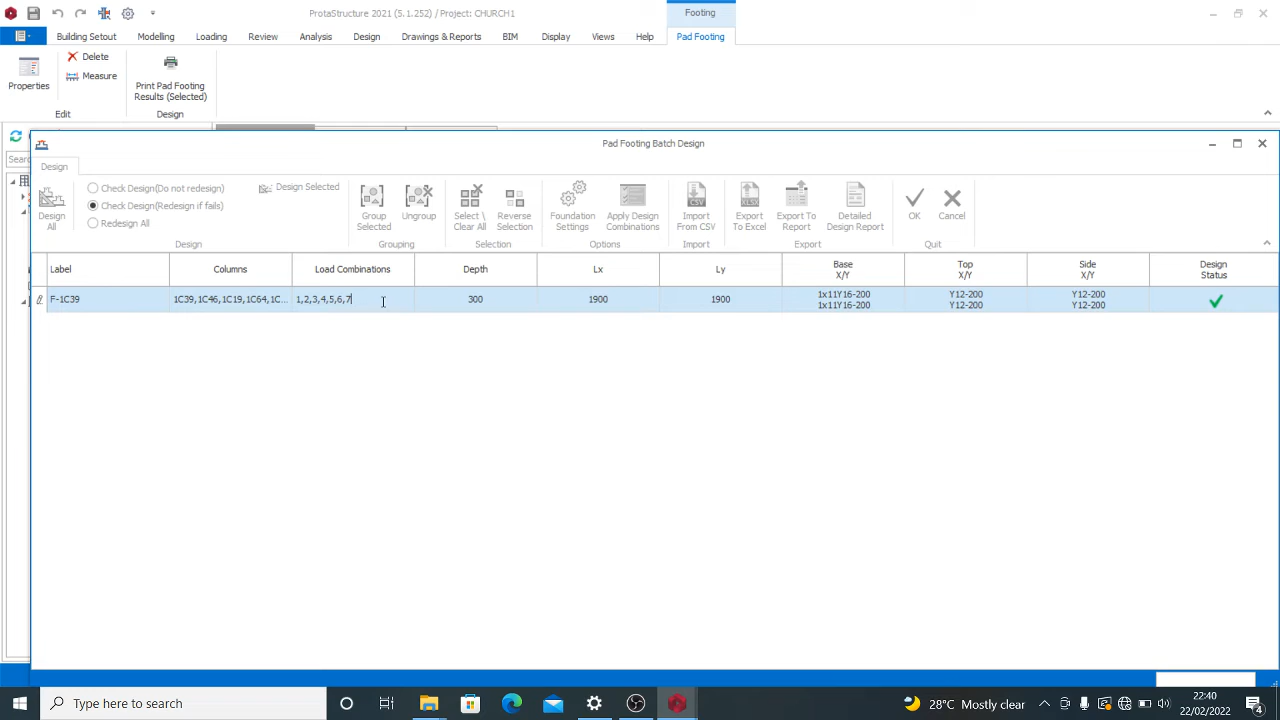 ProtaStructure 2021 (5.1.252) / Project: CHURCH1
Footing
Building Setout
Modelling
Loading
Review
Analysis
Design
Drawings & Reports
BIM
Display
Views
Help
Pad Footing
Properties
Delete
Measure
Print Pad Footing
Results (Selected)
Edit
Design
Pad Footing Batch Design
Design
Design
All
Check Design(Do not redesign)
Check Design(Redesign if fails)
Redesign All
Design Selected
Group
Selected
Ungroup
Select \
Clear All
Reverse
Selection
Foundation
Settings
Apply Design
Combinations
Import
From CSV
Export
To Excel
Export To
Report
Detailed
Design Report
OK
Cancel
Design
Grouping
Selection
Options
Import
Export
Quit
Label
Columns
Load Combinations
Depth
Lx
Ly
Base
X/Y
Top
X/Y
Side
X/Y
Design
Status
F-1C39
1C39,1C46,1C19,1C64,1C...
1,2,3,4,5,6,7
300
1900
1900
1x11Y16-200
1x11Y16-200
Y12-200
Y12-200
Y12-200
Y12-200
Type here to search
28°C Mostly clear
22:40
22/02/2022
4